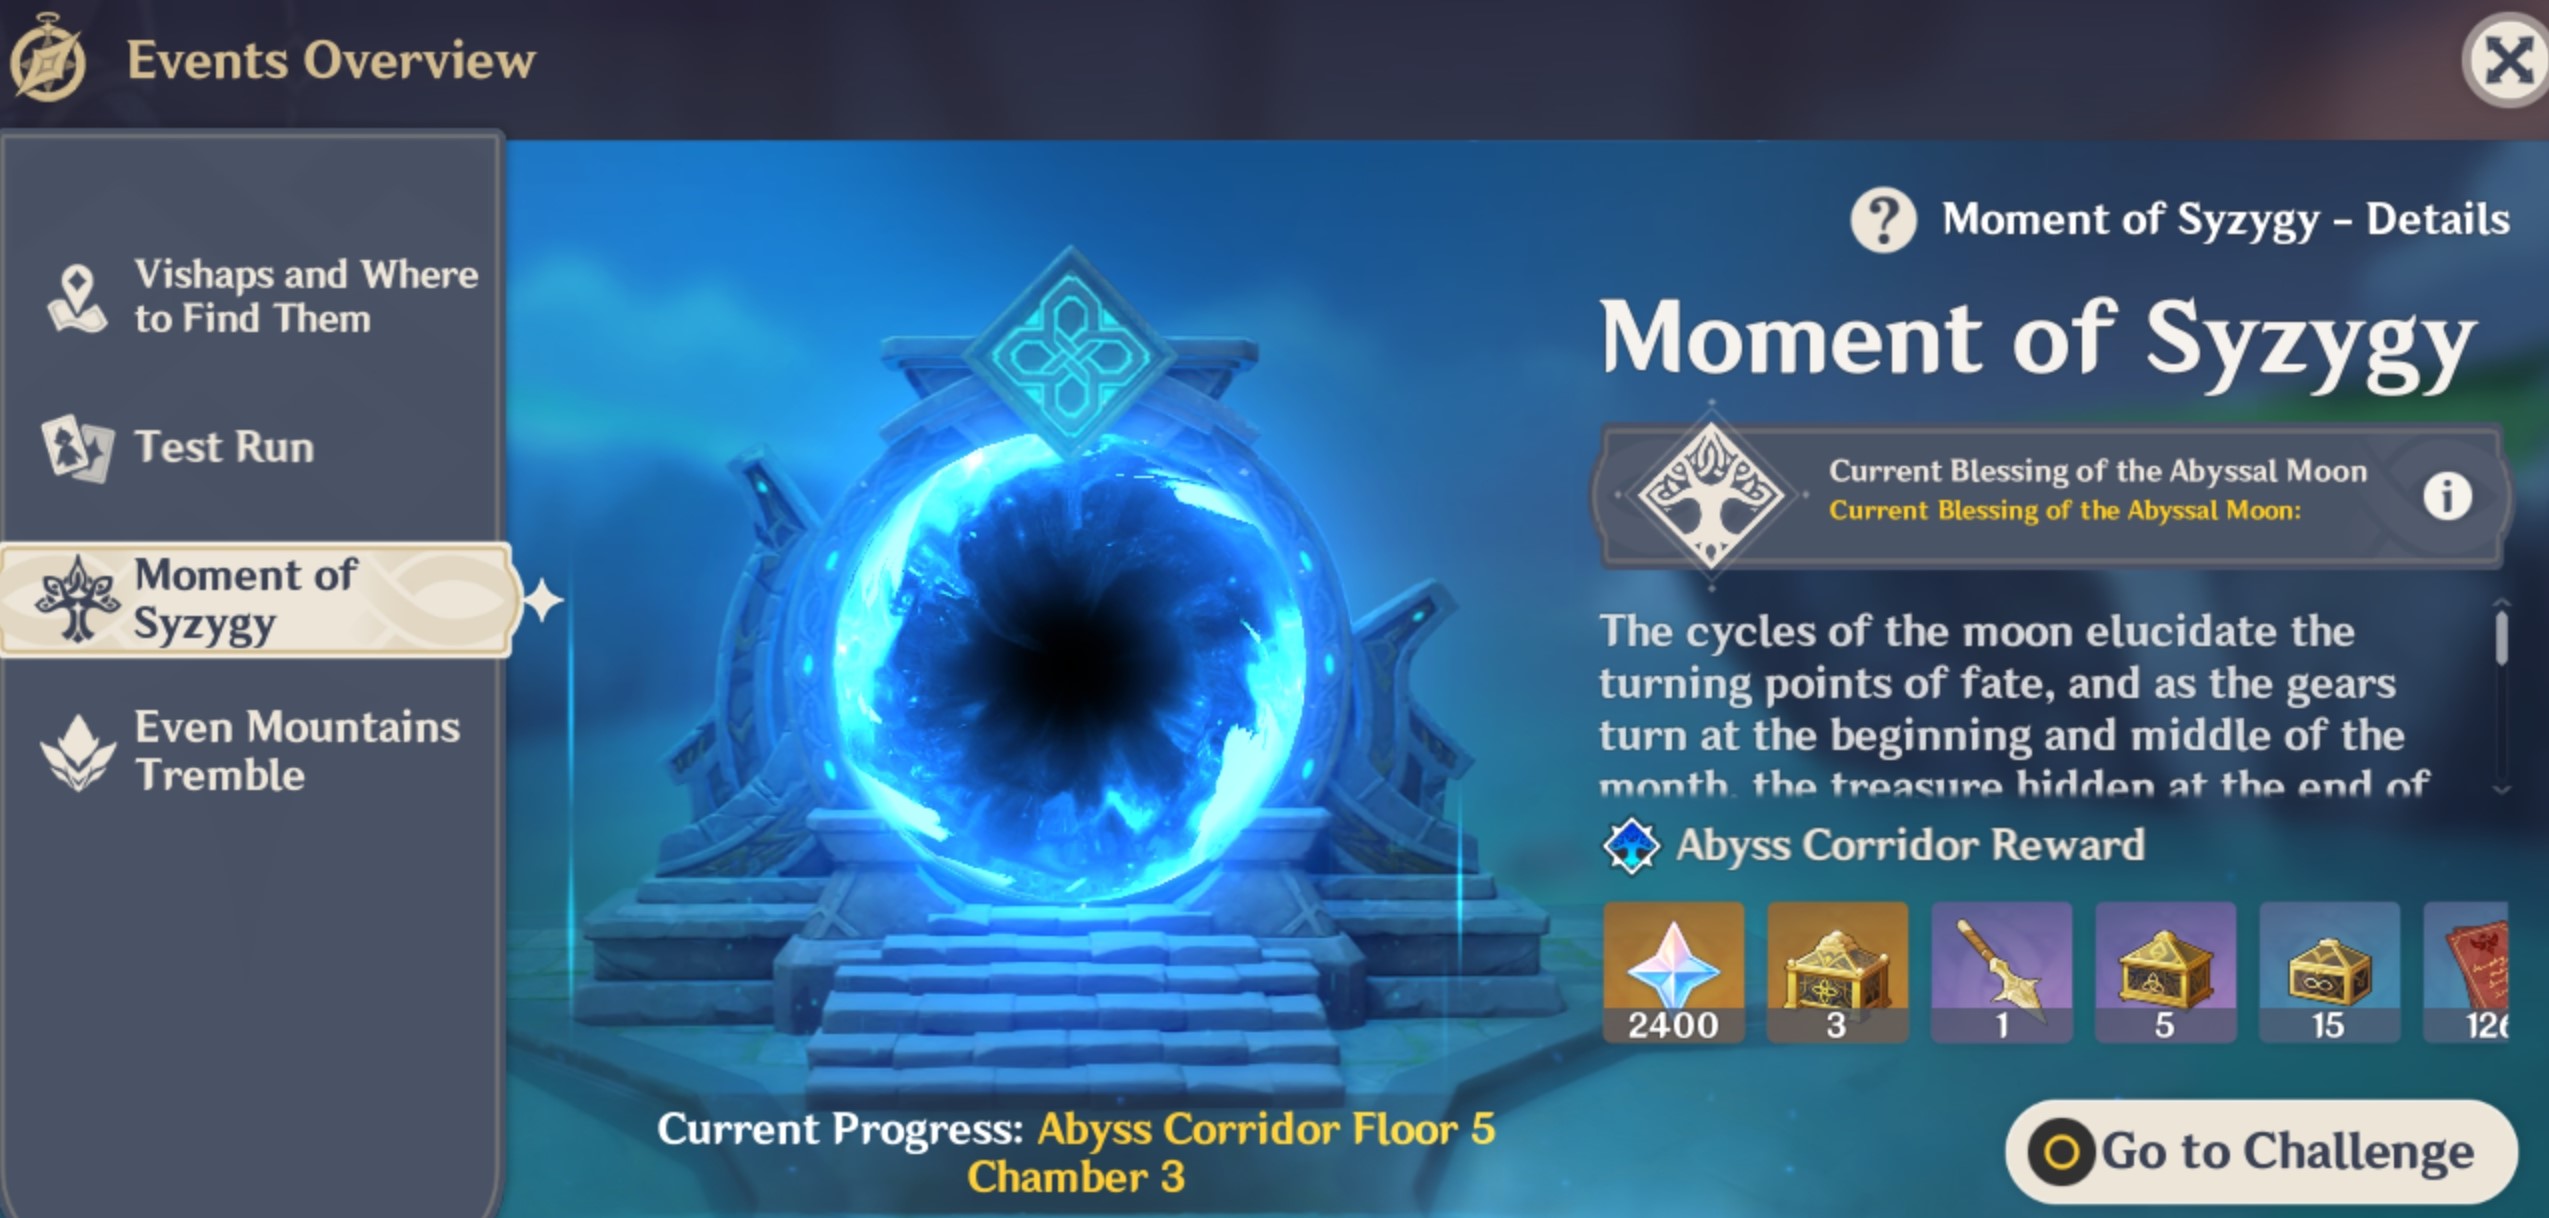 Events Overview
Vishaps and Where
to Find Them
Test Run
Moment of
Syzygy
Even Mountains
Tremble
Moment of Syzygy – Details
Moment of Syzygy
Current Blessing of the Abyssal Moon
Current Blessing of the Abyssal Moon:
The cycles of the moon elucidate the
turning points of fate, and as the gears
turn at the beginning and middle of the
month, the treasure hidden at the end of
Abyss Corridor Reward
2400
3
1
5
15
Current Progress: Abyss Corridor Floor 5
Chamber 3
Go to Challenge